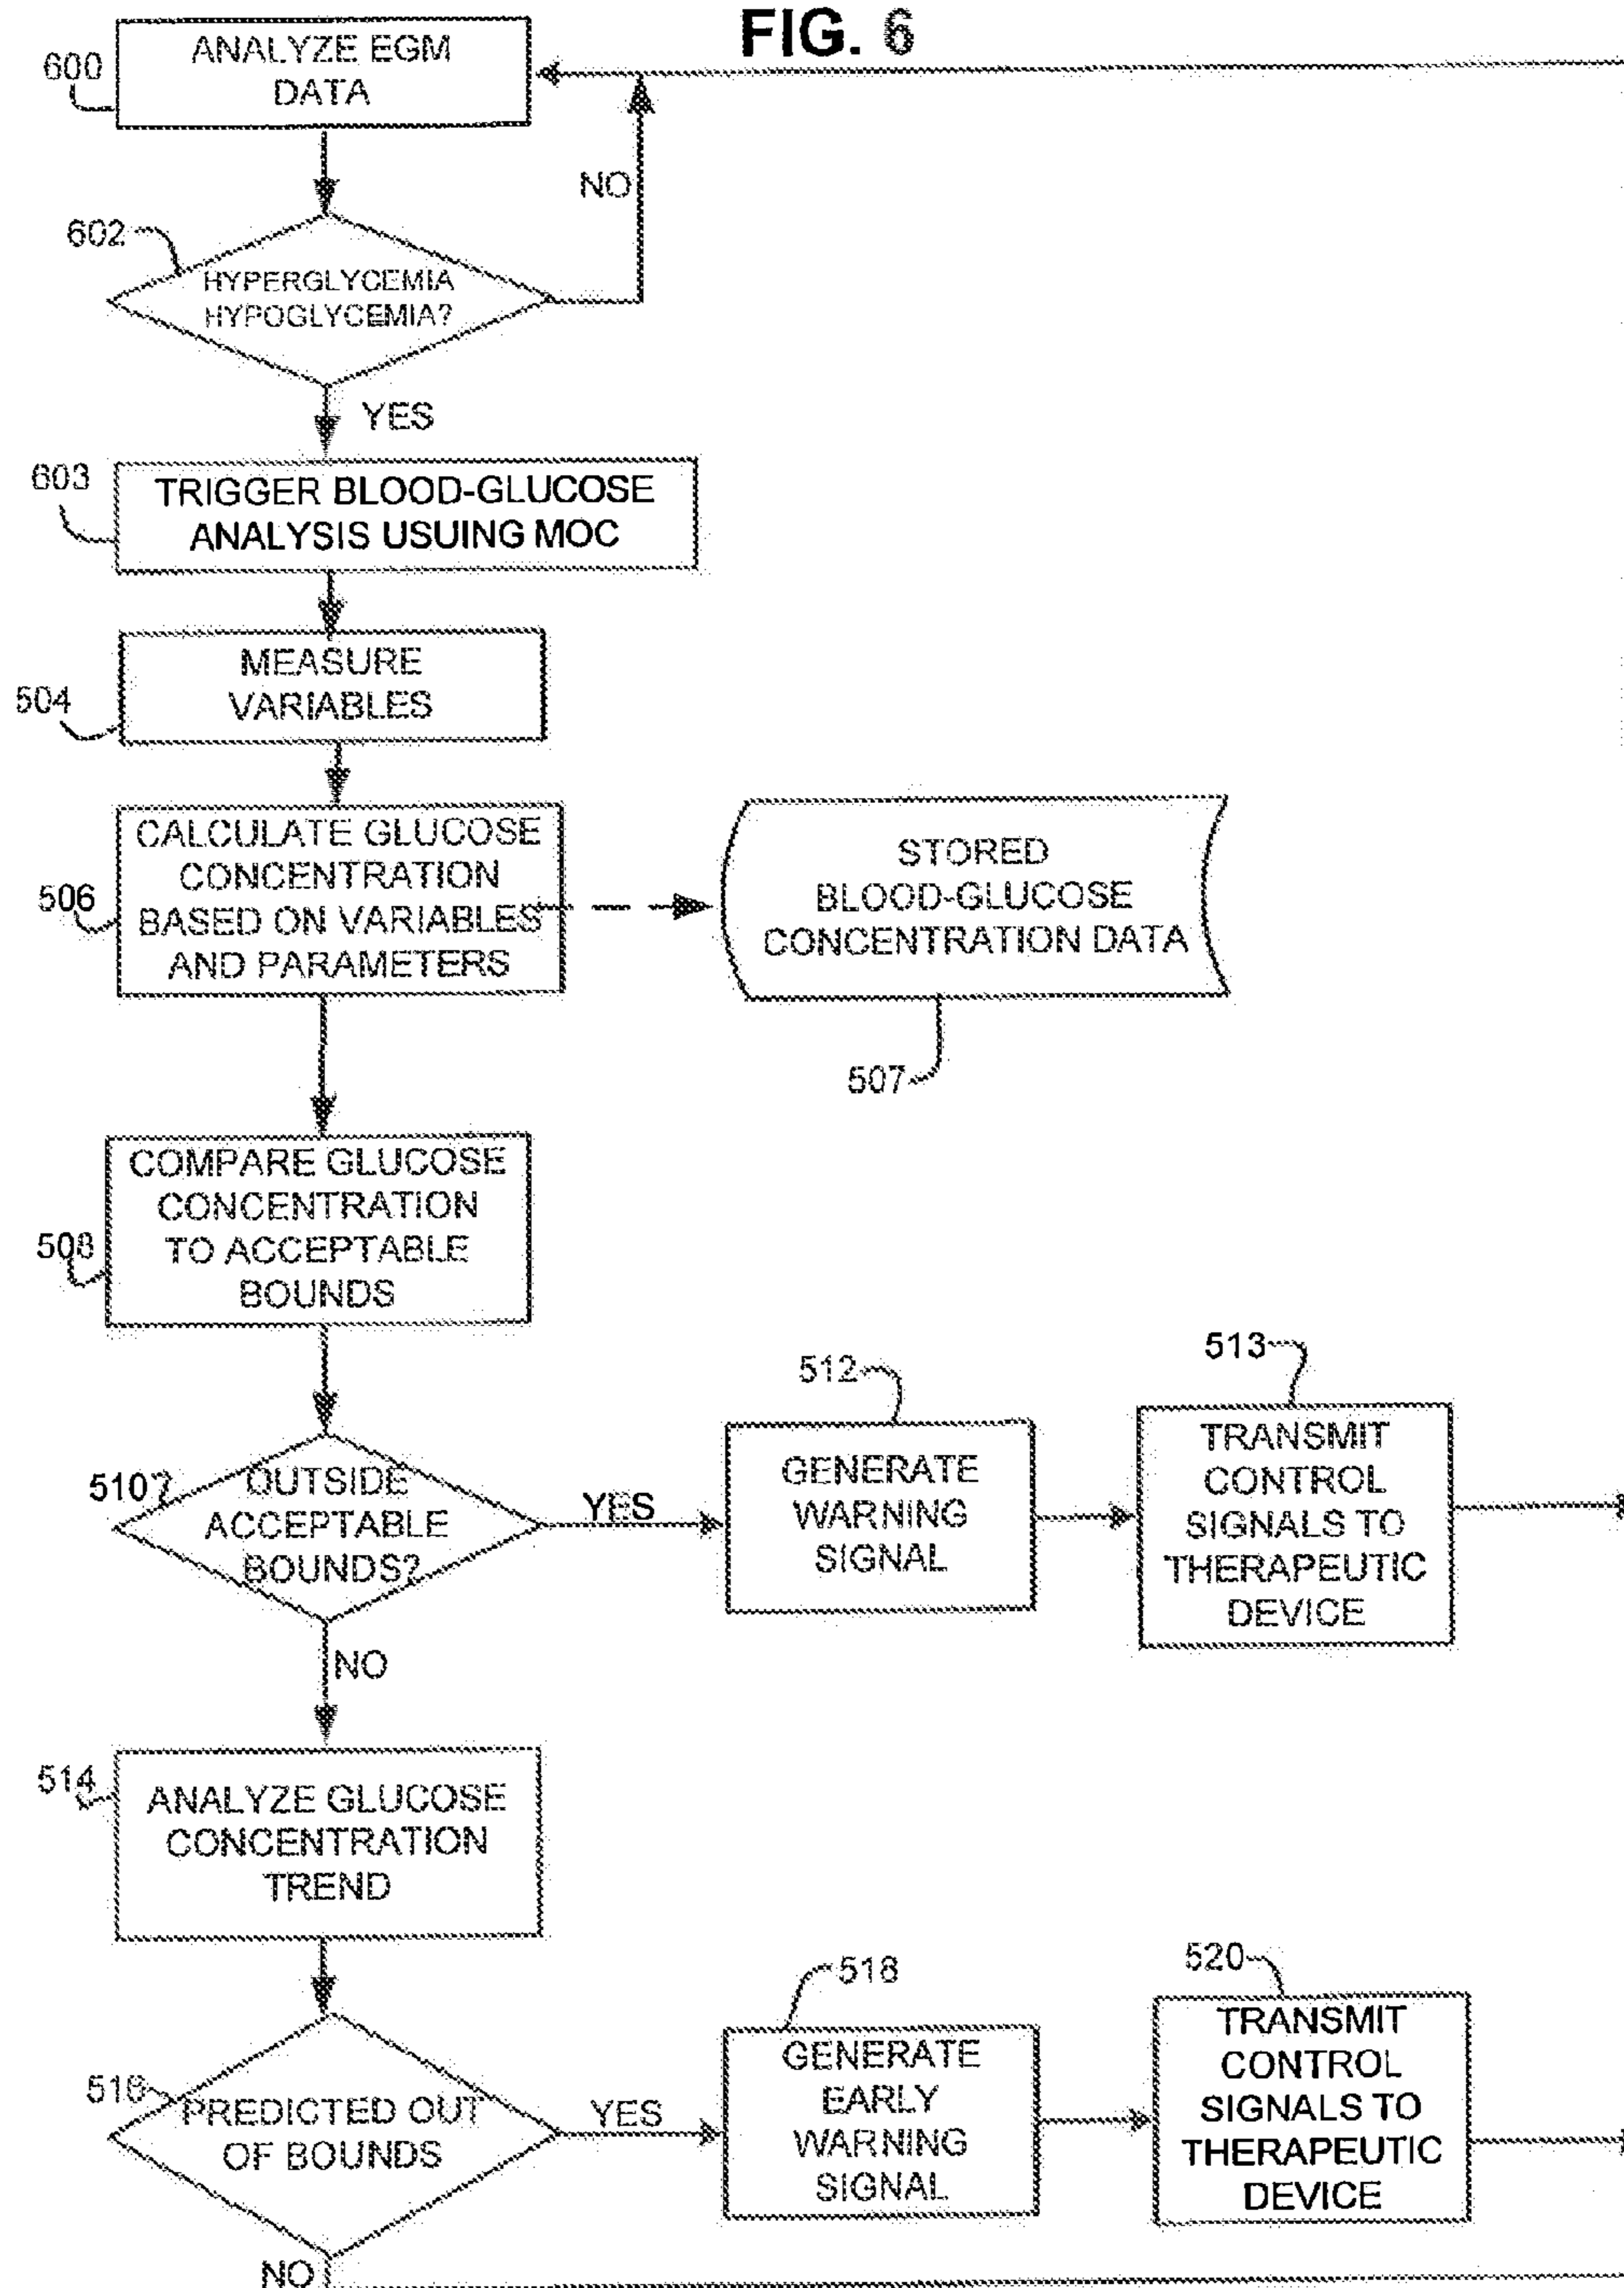 FIG. 6
600
ANALYZE EGM
DATA
NO
602
HYPERGLYCEMIA
HYPOGLYCEMIA?
YES
603
TRIGGER BLOOD-GLUCOSE
ANALYSIS USUING MOC
504
MEASURE
VARIABLES
506
CALCULATE GLUCOSE
CONCENTRATION
BASED ON VARIABLES
AND PARAMETERS
STORED
BLOOD-GLUCOSE
CONCENTRATION DATA
507
508
COMPARE GLUCOSE
CONCENTRATION
TO ACCEPTABLE
BOUNDS
510
OUTSIDE
ACCEPTABLE
BOUNDS?
YES
512
GENERATE
WARNING
SIGNAL
513
TRANSMIT
CONTROL
SIGNALS TO
THERAPEUTIC
DEVICE
NO
514
ANALYZE GLUCOSE
CONCENTRATION
TREND
516
PREDICTED OUT
OF BOUNDS
YES
518
GENERATE
EARLY
WARNING
SIGNAL
520
TRANSMIT
CONTROL
SIGNALS TO
THERAPEUTIC
DEVICE
NO